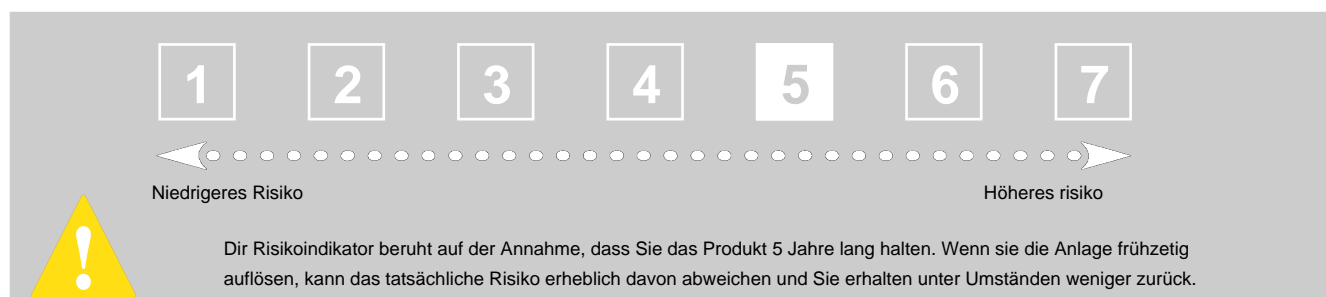 1 2 3 4 5 6 7
Niedrigeres Risiko Höheres risiko
!
Dir Risikoindikator beruht auf der Annahme, dass Sie das Produkt 5 Jahre lang halten. Wenn sie die Anlage frühzetig
auflösen, kann das tatsächliche Risiko erheblich davon abweichen und Sie erhalten unter Umständen weniger zurück.